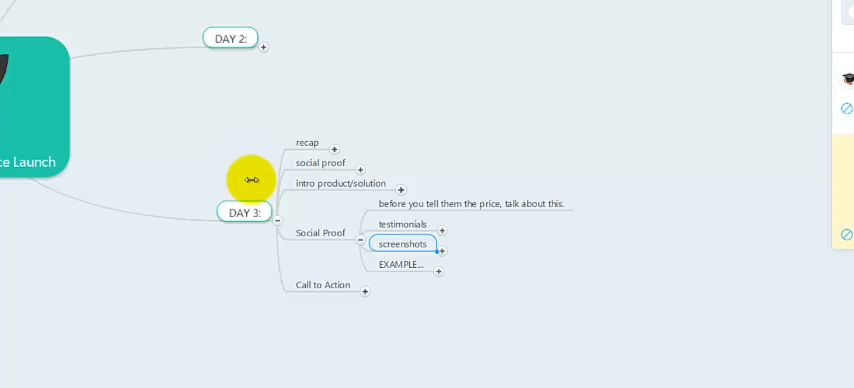 DAY 2:
ce Launch
recap
social proof
intro product/solution
DAY 3:
before you tell them the price, talk about this.
testimonials
Social Proof
screenshots
EXAMPLE...
Call to Action